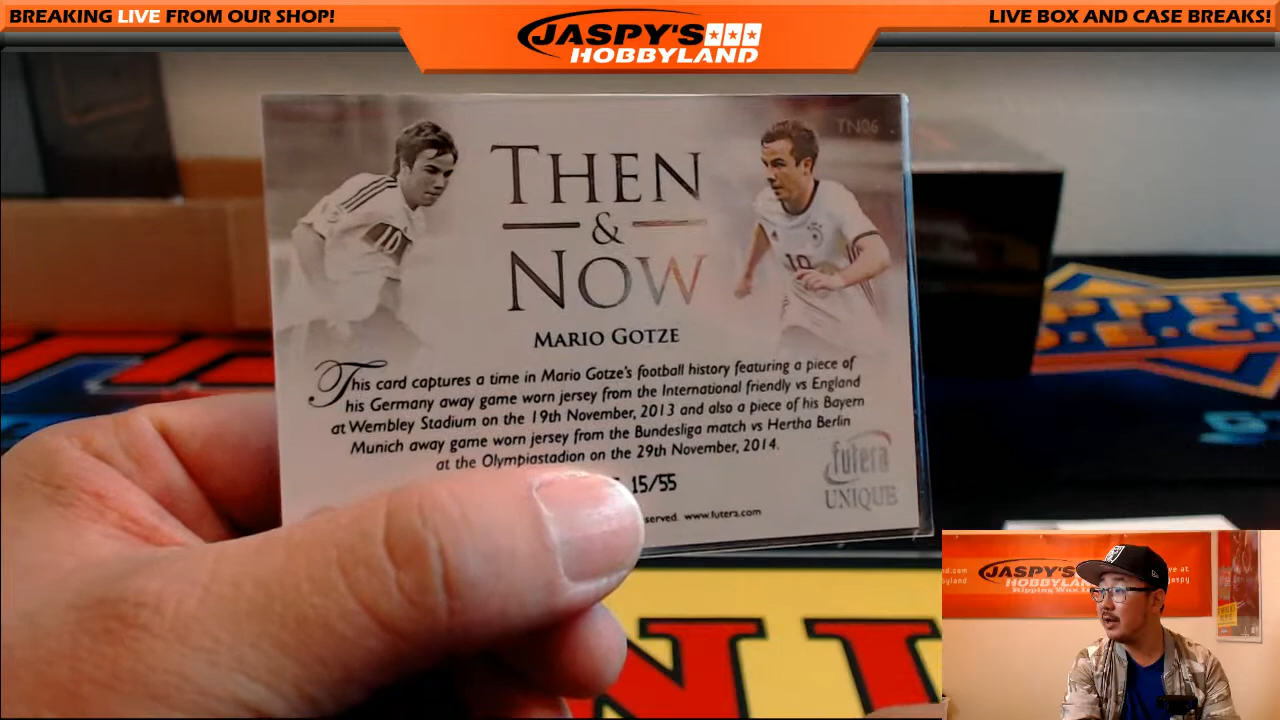 BREAKING LIVE FROM OUR SHOP!
JASPY'S
HOBBYLAND
LIVE BOX AND CASE BREAKS!
TN06
THEN
&
NOW
MARIO GOTZE
This card captures a time in Mario Gotze's football history featuring a piece of
his Germany away game worn jersey from the International friendly vs England
at Wembley Stadium on the 19th November, 2013 and also a piece of his Bayern
Munich away game worn jersey from the Bundesliga match vs Hertha Berlin
at the Olympiastadion on the 29th November, 2014.
15/55
futera
UNIQUE
served. www.futera.com
JASPY'S
HOBBYLAND
Ripping Wax